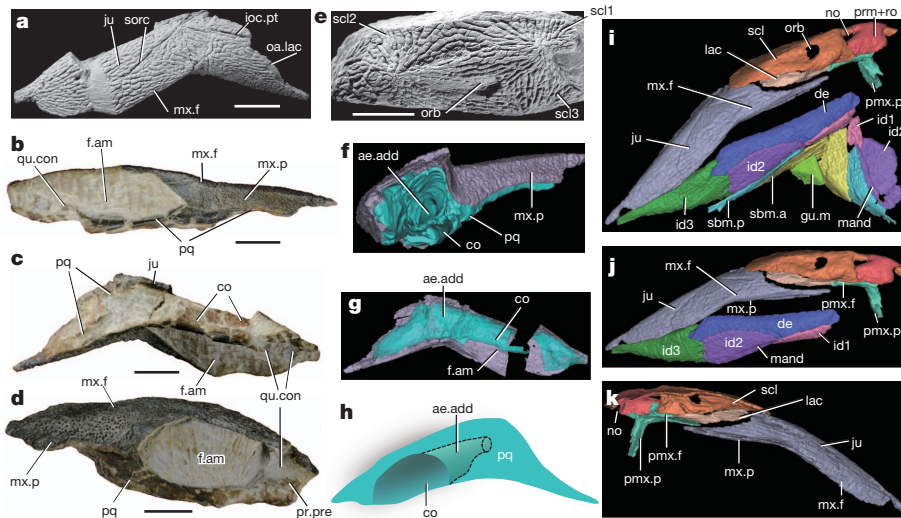 a
ju
sorc
ioc.pt
oa.lac
mx.f
b
qu.con
f.am
mx.f
mx.p
pq
c
pq
ju
co
f.am
qu.con
d
mx.f
f.am
mx.p
pq
pr.pre
e
scl2
scl1
orb
scl3
f
ae.add
mx.p
pq
co
g
ae.add
co
f.am
h
ae.add
pq
co
i
no
prm+ro
orb
scl
lac
mx.f
pmx.p
de
id1
ju
id2
id3
sbm.p
sbm.a
gu.m
mand
j
mx.f
ju
mx.p
pmx.f
pmx.p
de
id2
id3
id1
mand
k
scl
lac
no
ju
pmx.p
pmx.f
mx.p
mx.f